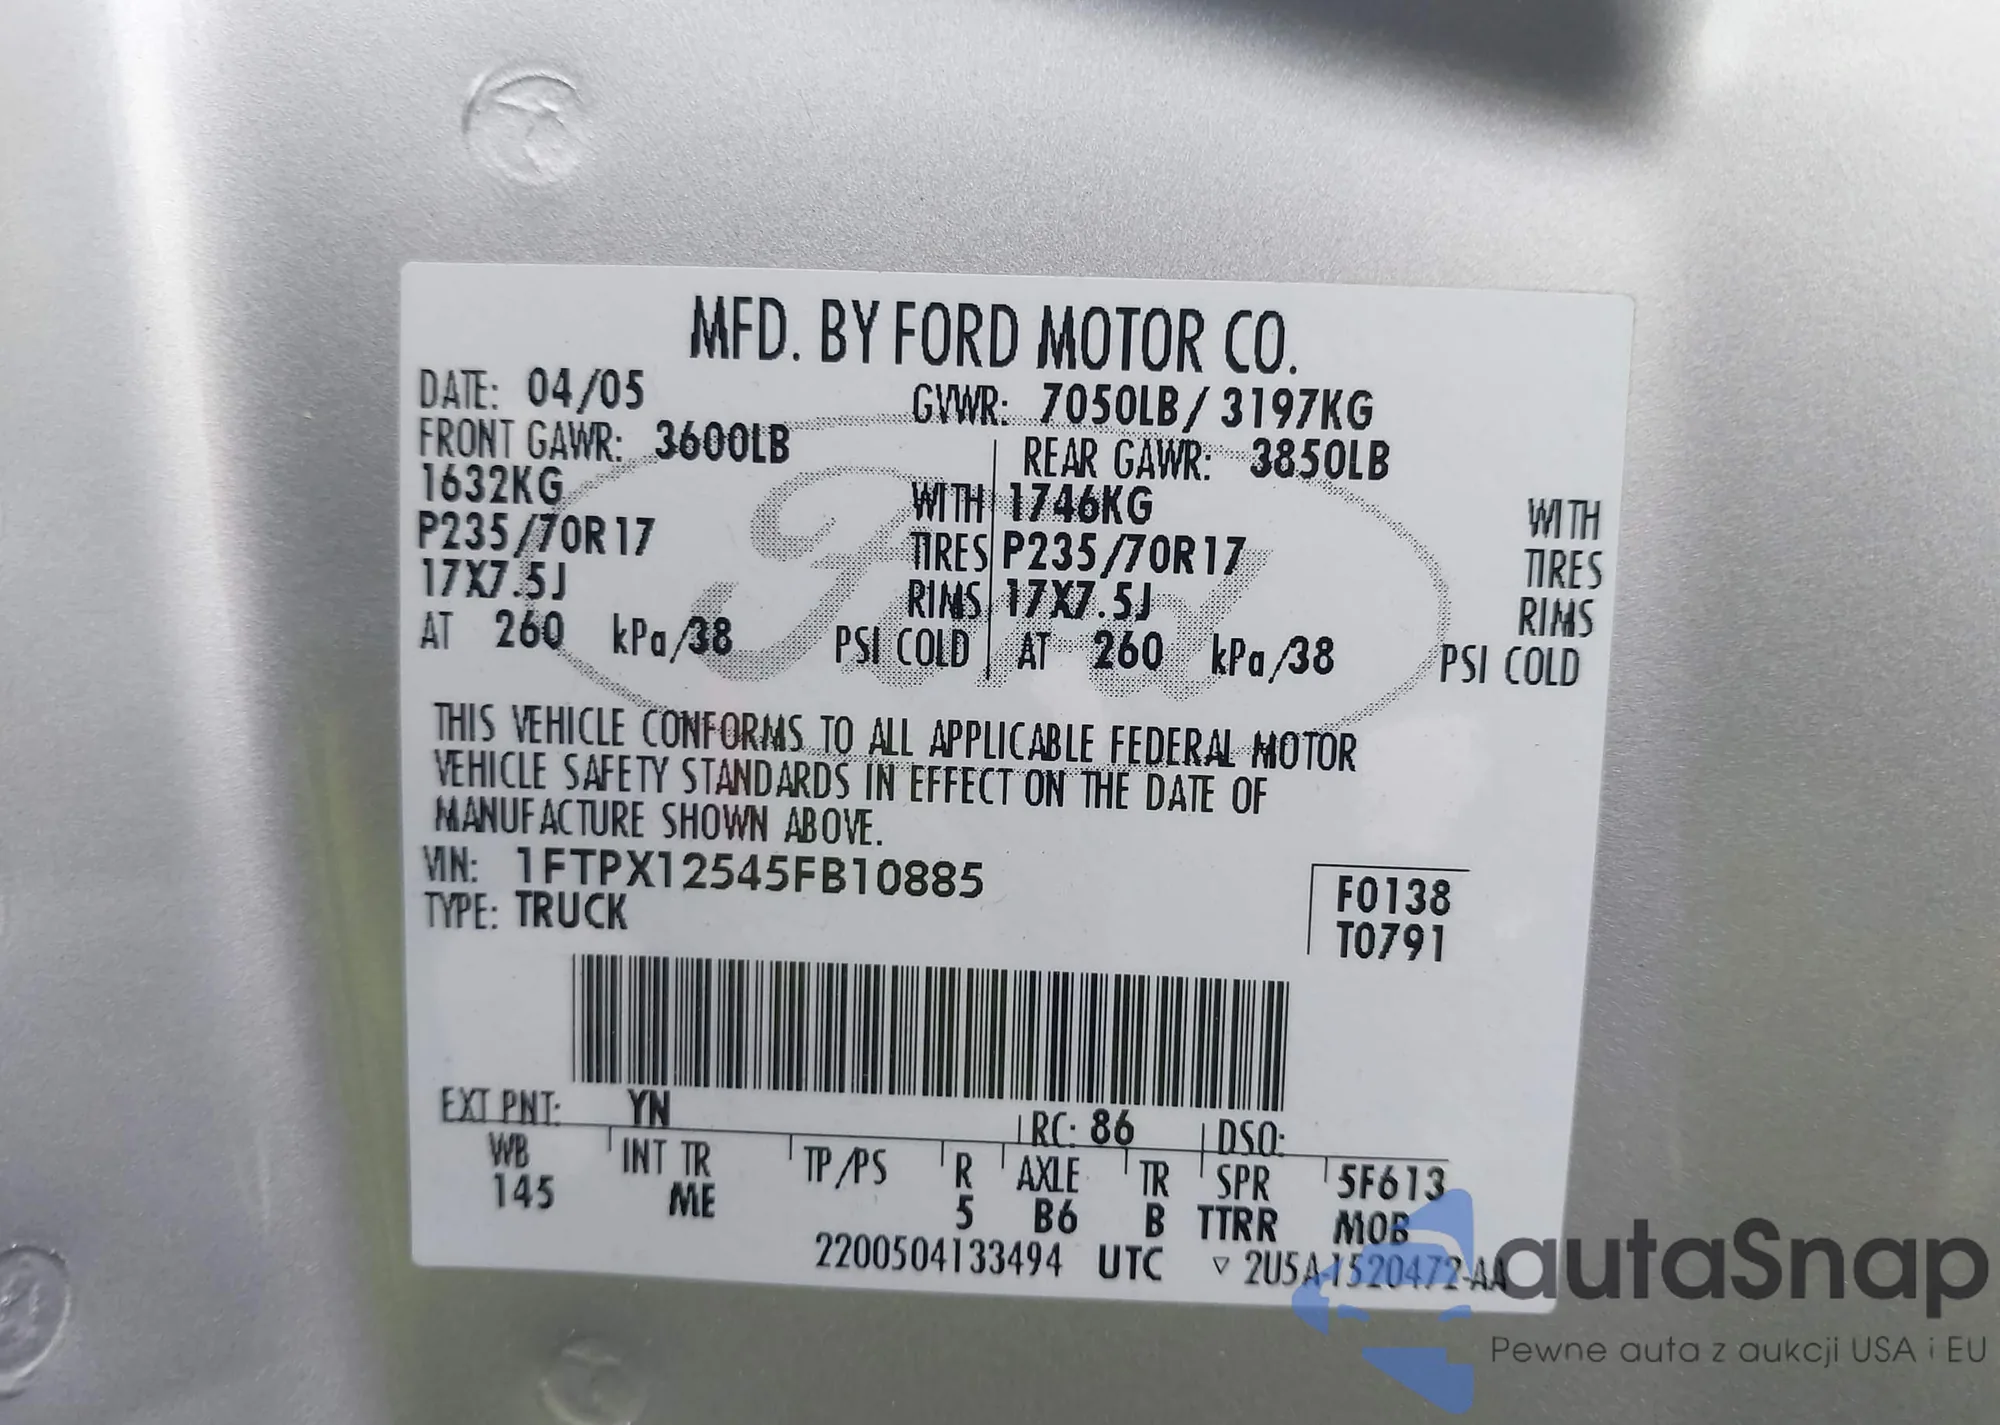 MFD. BY FORD MOTOR CO.
DATE: 04/05 GVWR: 7050LB/ 3197KG
FRONT GAWR: 3600LB REAR GAWR: 3850LB
1632KG WITH 1746KG WITH
P235/70R17 TIRES P235/70R17 TIRES
17X7.5J RIMS 17X7.5J RIMS
AT 260 kPa/38 PSI COLD AT 260 kPa/38 PSI COLD
Ford
THIS VEHICLE CONFORMS TO ALL APPLICABLE FEDERAL MOTOR
VEHICLE SAFETY STANDARDS IN EFFECT ON THE DATE OF
MANUFACTURE SHOWN ABOVE.
VIN: 1FTPX12545FB10885
TYPE: TRUCK
F0138
T0791
EXT PNT: YN RC: 86 DSO:
WB INT TR TP/PS R AXLE TR SPR 5F613
145 ME 5 B6 B TTRR MOB
2200504133494 UTC ▽ 2U5A-1520472-AA
autaSnap
Pewne auta z aukcji USA i EU